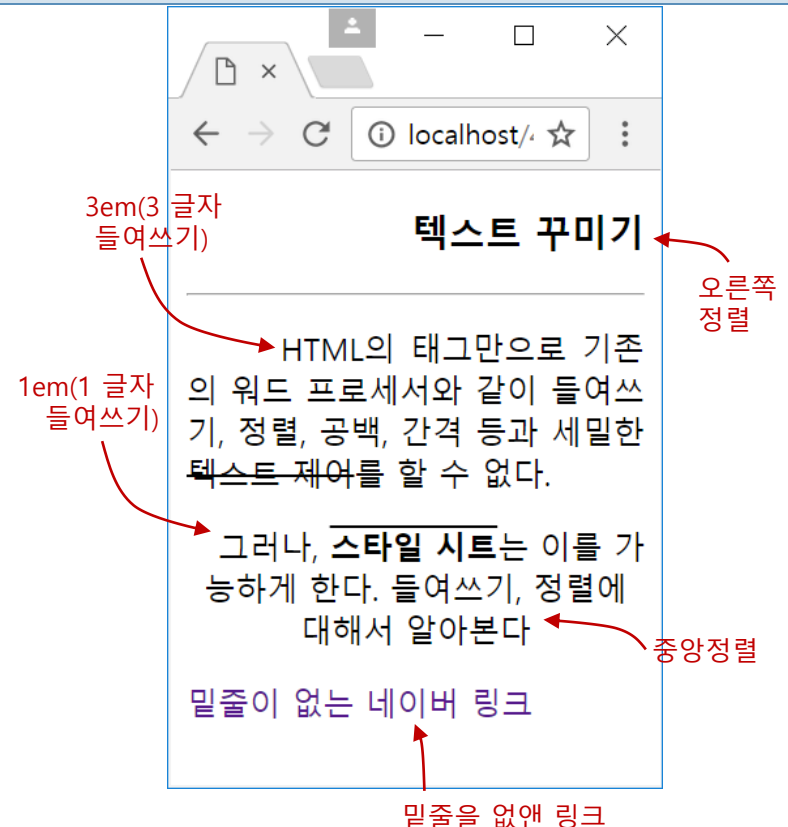 localhost/
텍스트 꾸미기
3em(3 글자
들여쓰기)
오른쪽
정렬
HTML의 태그만으로 기존
의 워드 프로세서와 같이 들여쓰
기, 정렬, 공백, 간격 등과 세밀한
텍스트 제어를 할 수 없다.
1em(1 글자
들여쓰기)
그러나, 스타일 시트는 이를 가
능하게 한다. 들여쓰기, 정렬에
대해서 알아본다
중앙정렬
밑줄이 없는 네이버 링크
밑줄을 없앤 링크